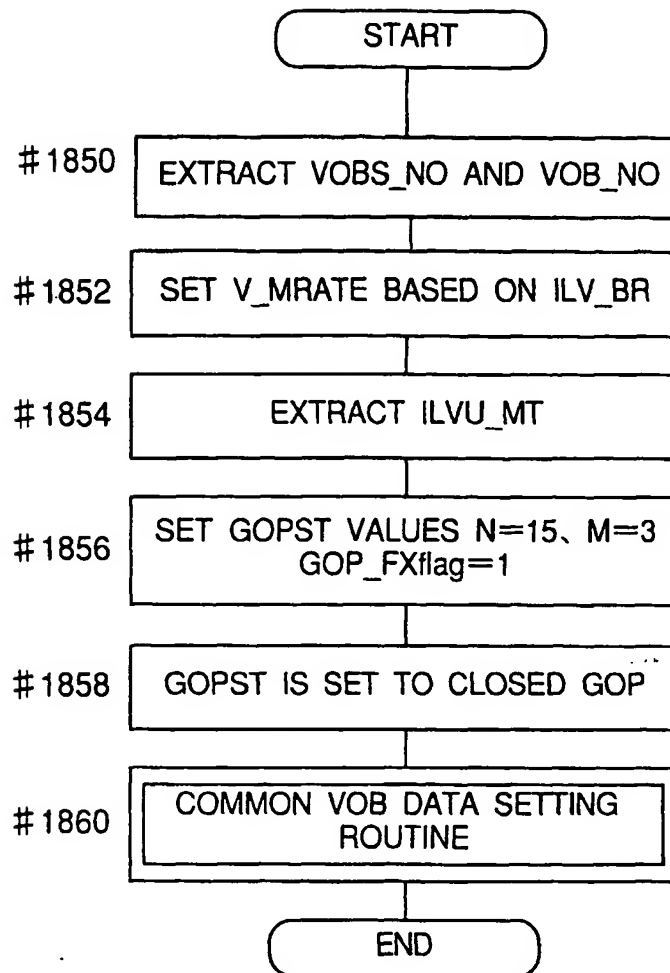 START
#1850
EXTRACT VOBS_NO AND VOB_NO
#1852
SET V_MRATE BASED ON ILV_BR
#1854
EXTRACT ILVU_MT
#1856
SET GOPST VALUES N=15、M=3
GOP_FXflag=1
#1858
GOPST IS SET TO CLOSED GOP
#1860
COMMON VOB DATA SETTING
ROUTINE
END